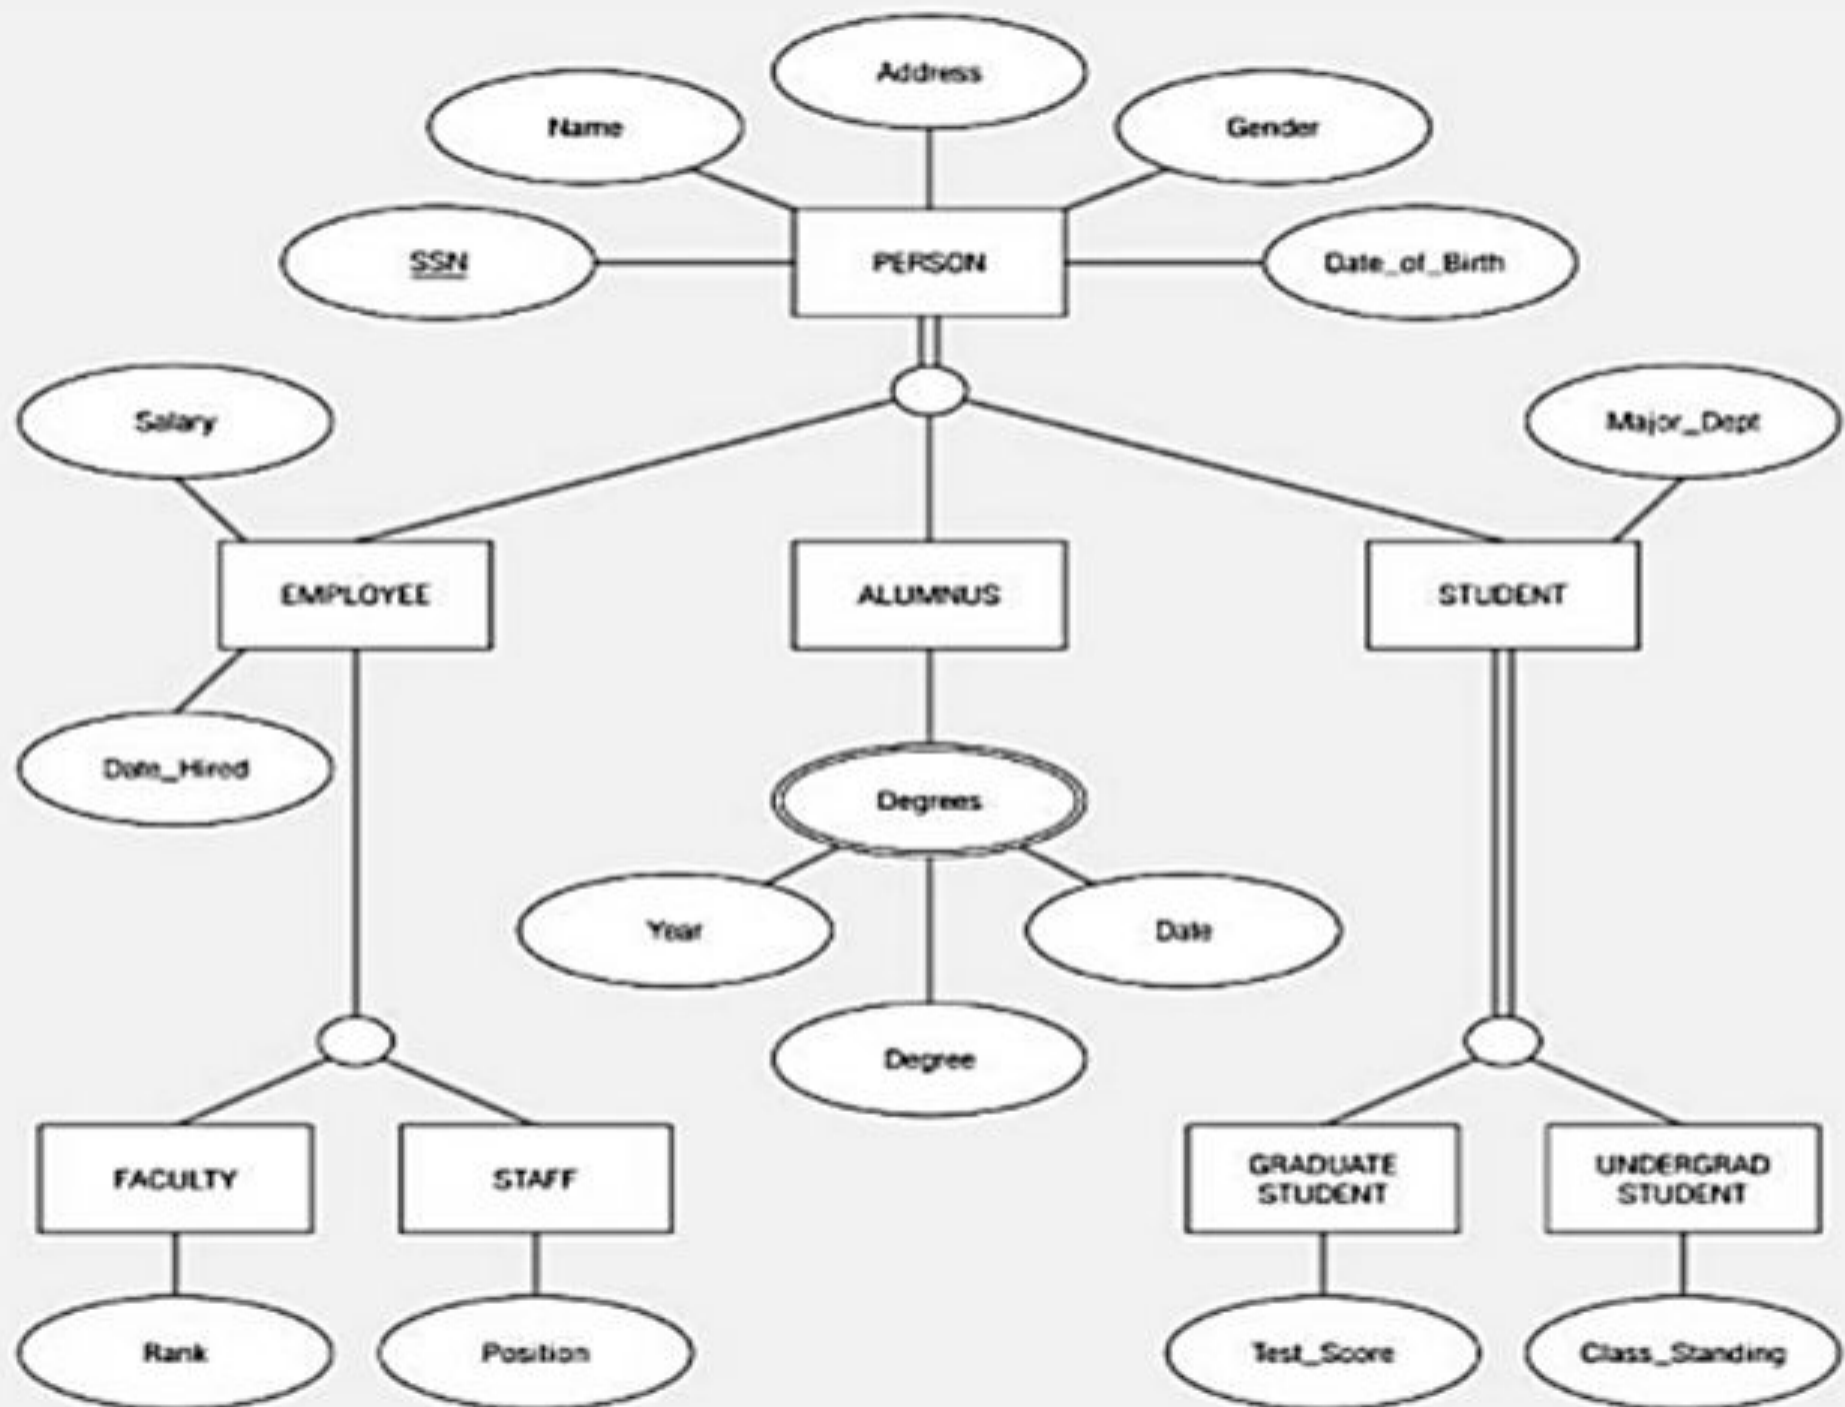 Address
Name
Gender
SSN
PERSON
Date_of_Birth
Salary
Major_Dept
EMPLOYEE
ALUMNUS
STUDENT
Date_Hired
Degrees
Year
Date
Degree
FACULTY
STAFF
GRADUATE
STUDENT
UNDERGRAD
STUDENT
Rank
Position
Test_Score
Class_Standing